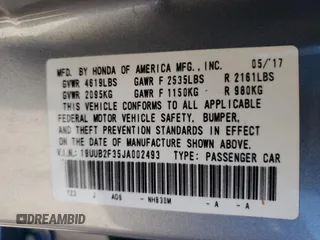 MFD. BY HONDA OF AMERICA MFG., INC. 05/17
GVWR 4619LBS GAWR F 2535LBS R 2161LBS
GVWR 2095KG GAWR F 1150KG R 980KG
THIS VEHICLE CONFORMS TO ALL APPLICABLE
FEDERAL MOTOR VEHICLE SAFETY, BUMPER,
AND THEFT PREVENTION STANDARDS IN EFFECT
ON THE DATE OF MANUFACTURE SHOWN ABOVE.
V.I.N.: 19UUB2F35JA002493 TYPE: PASSENGER CAR
J AD6 - NH830M - A - A
DREAMBID